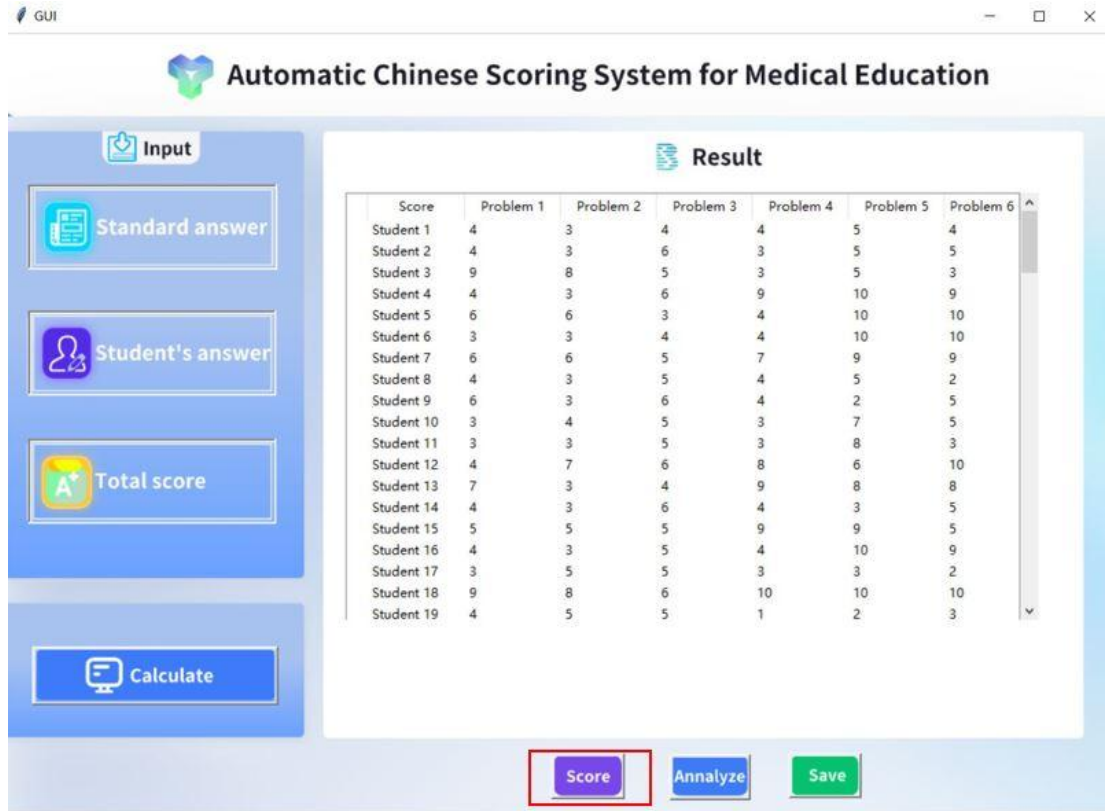 GUI
Automatic Chinese Scoring System for Medical Education
Input
Standard answer
Student's answer
A+ Total score
Calculate
Result
Score Problem 1 Problem 2 Problem 3 Problem 4 Problem 5 Problem 6
Student 1 4 3 4 4 5 4
Student 2 4 3 6 3 5 5
Student 3 9 8 5 3 5 3
Student 4 4 3 6 9 10 9
Student 5 6 6 3 4 10 10
Student 6 3 3 4 4 10 10
Student 7 6 6 5 7 9 9
Student 8 4 3 5 4 5 2
Student 9 6 3 6 4 2 5
Student 10 3 4 5 3 7 5
Student 11 3 3 5 3 8 3
Student 12 4 7 6 8 6 10
Student 13 7 3 4 9 8 8
Student 14 4 3 6 4 3 5
Student 15 5 5 5 9 9 5
Student 16 4 3 5 4 10 9
Student 17 3 5 5 3 3 2
Student 18 9 8 6 10 10 10
Student 19 4 5 5 1 2 3
Score Annalyze Save